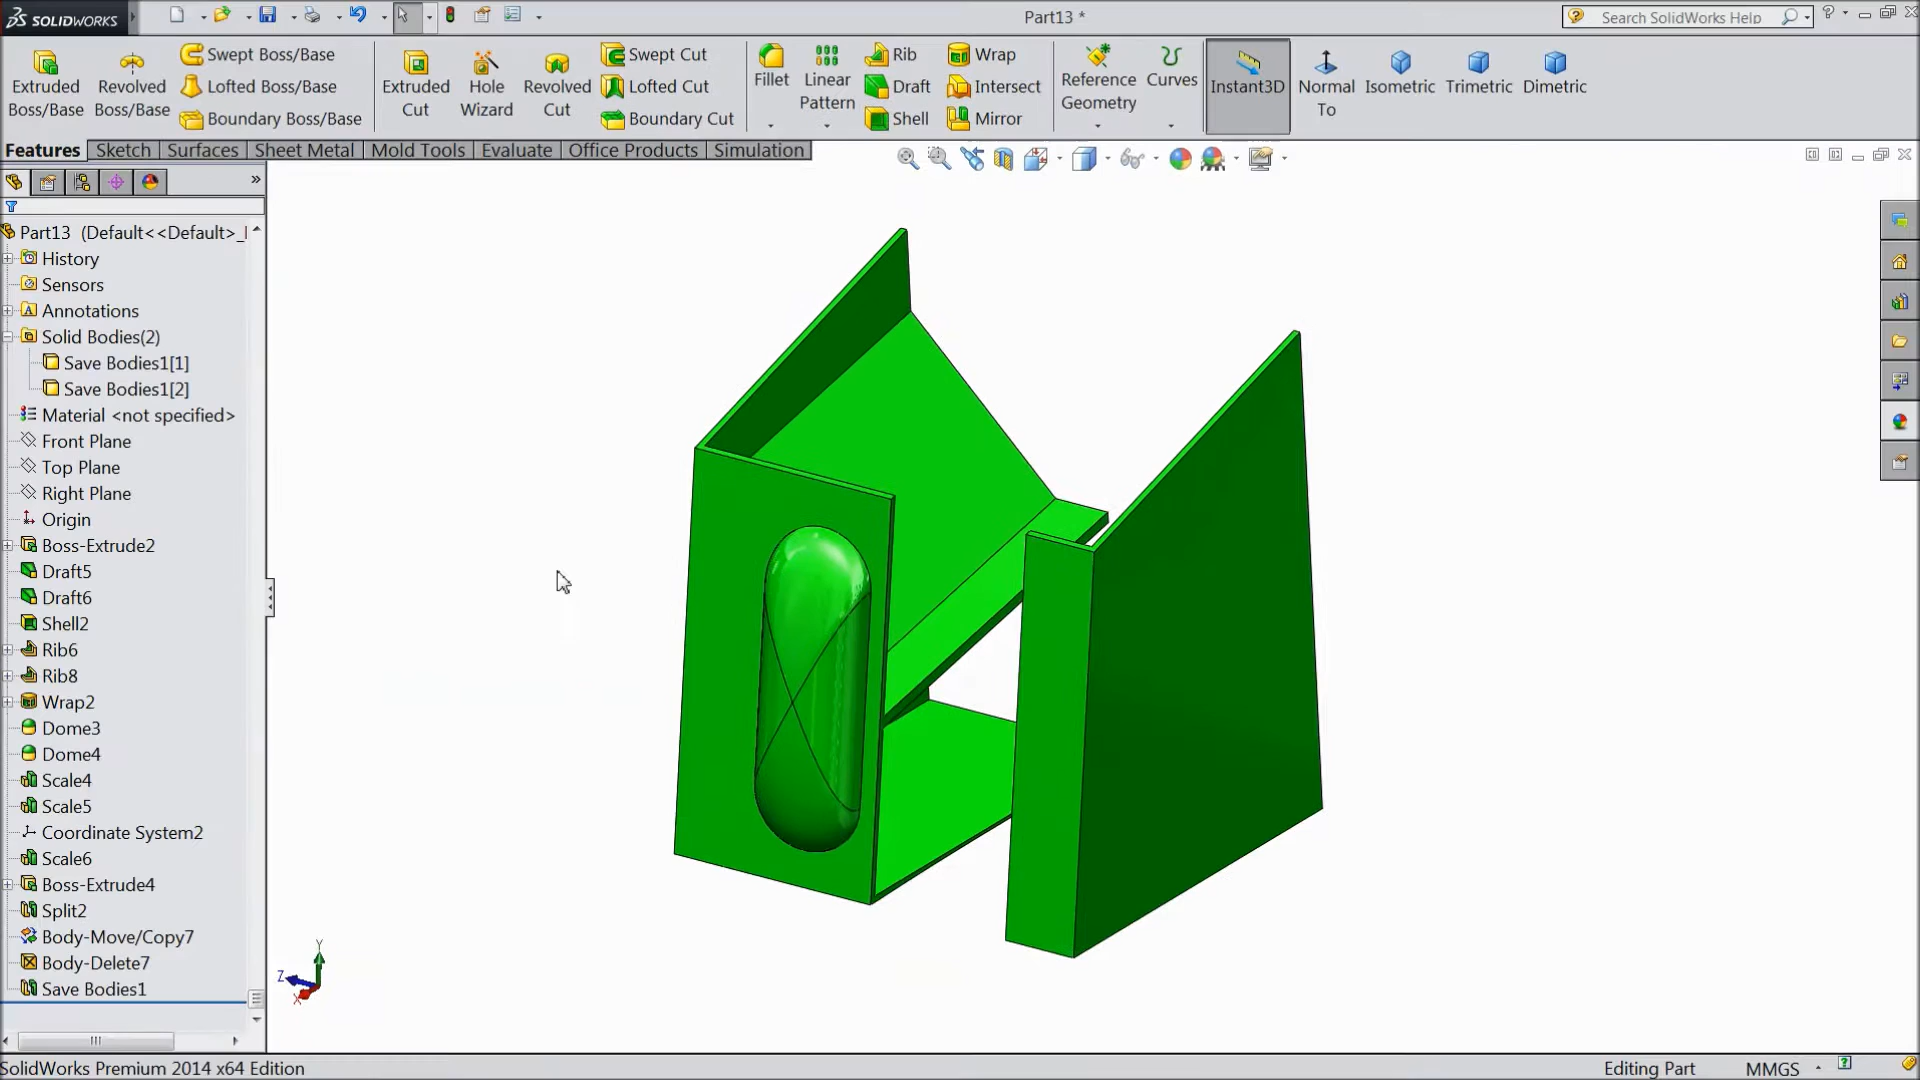 SOLIDWORKS
Part13 *
Search SolidWorks Help
Extruded Boss/Base
Revolved Boss/Base
Swept Boss/Base
Lofted Boss/Base
Boundary Boss/Base
Extruded Cut
Hole Wizard
Revolved Cut
Swept Cut
Lofted Cut
Boundary Cut
Fillet
Linear Pattern
Rib
Draft
Shell
Wrap
Intersect
Mirror
Reference Geometry
Curves
Instant3D
Normal To
Isometric
Trimetric
Dimetric
Features
Sketch
Surfaces
Sheet Metal
Mold Tools
Evaluate
Office Products
Simulation
Part13 (Default<<Default>_
History
Sensors
Annotations
Solid Bodies(2)
Save Bodies1[1]
Save Bodies1[2]
Material <not specified>
Front Plane
Top Plane
Right Plane
Origin
Boss-Extrude2
Draft5
Draft6
Shell2
Rib6
Rib8
Wrap2
Dome3
Dome4
Scale4
Scale5
Coordinate System2
Scale6
Boss-Extrude4
Split2
Body-Move/Copy7
Body-Delete7
Save Bodies1
Y
Z
X
SolidWorks Premium 2014 x64 Edition
Editing Part
MMGS